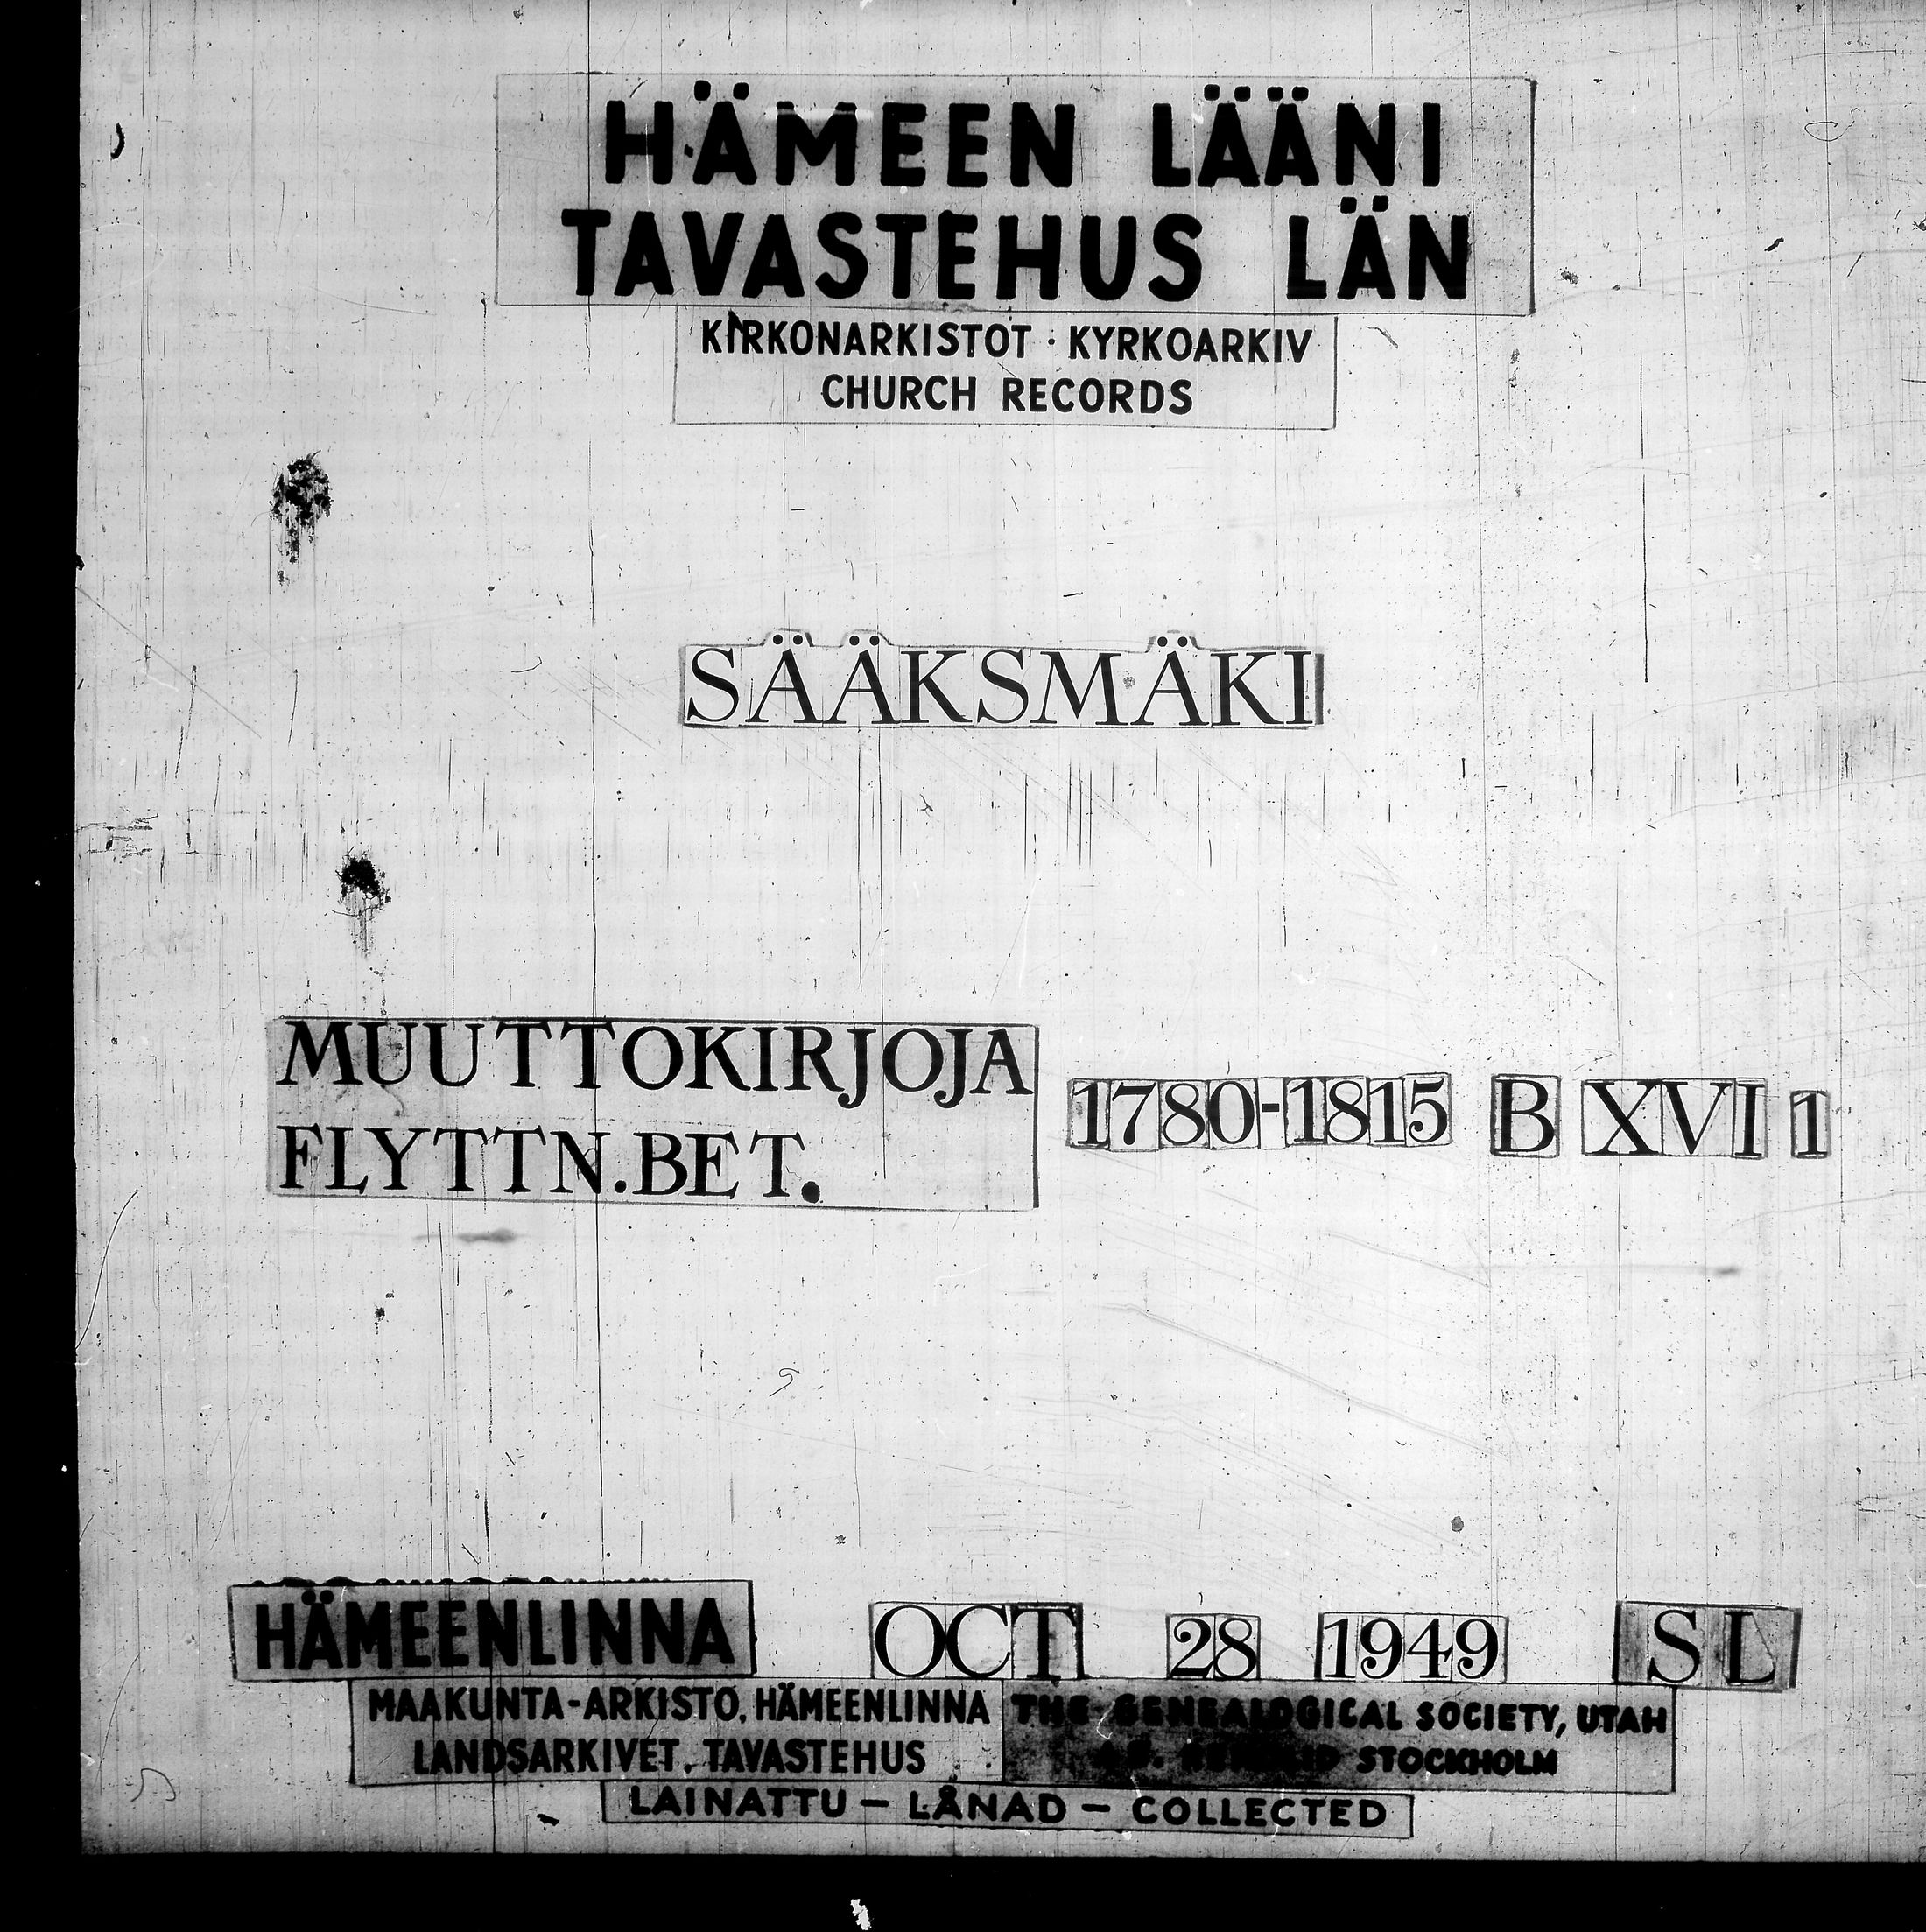 HÄMEEN LÄÄNI
TAVASTEHUS LÄN
KIRKONARKISTOT · KYRKOARKIV
CHURCH RECORDS
SÄÄKSMÄKI
MUUTTOKIRJOJA
FLYTTN.BET.
1780-1815 B XVI 1
HÄMEENLINNA OCT 28 1949 SL
MAAKUNTA-ARKISTO, HÄMEENLINNA
LANDSARKIVET, TAVASTEHUS
THE GENEALOGICAL SOCIETY, UTAH
STOCKHOLM
LAINATTU — LÅNAD — COLLECTED